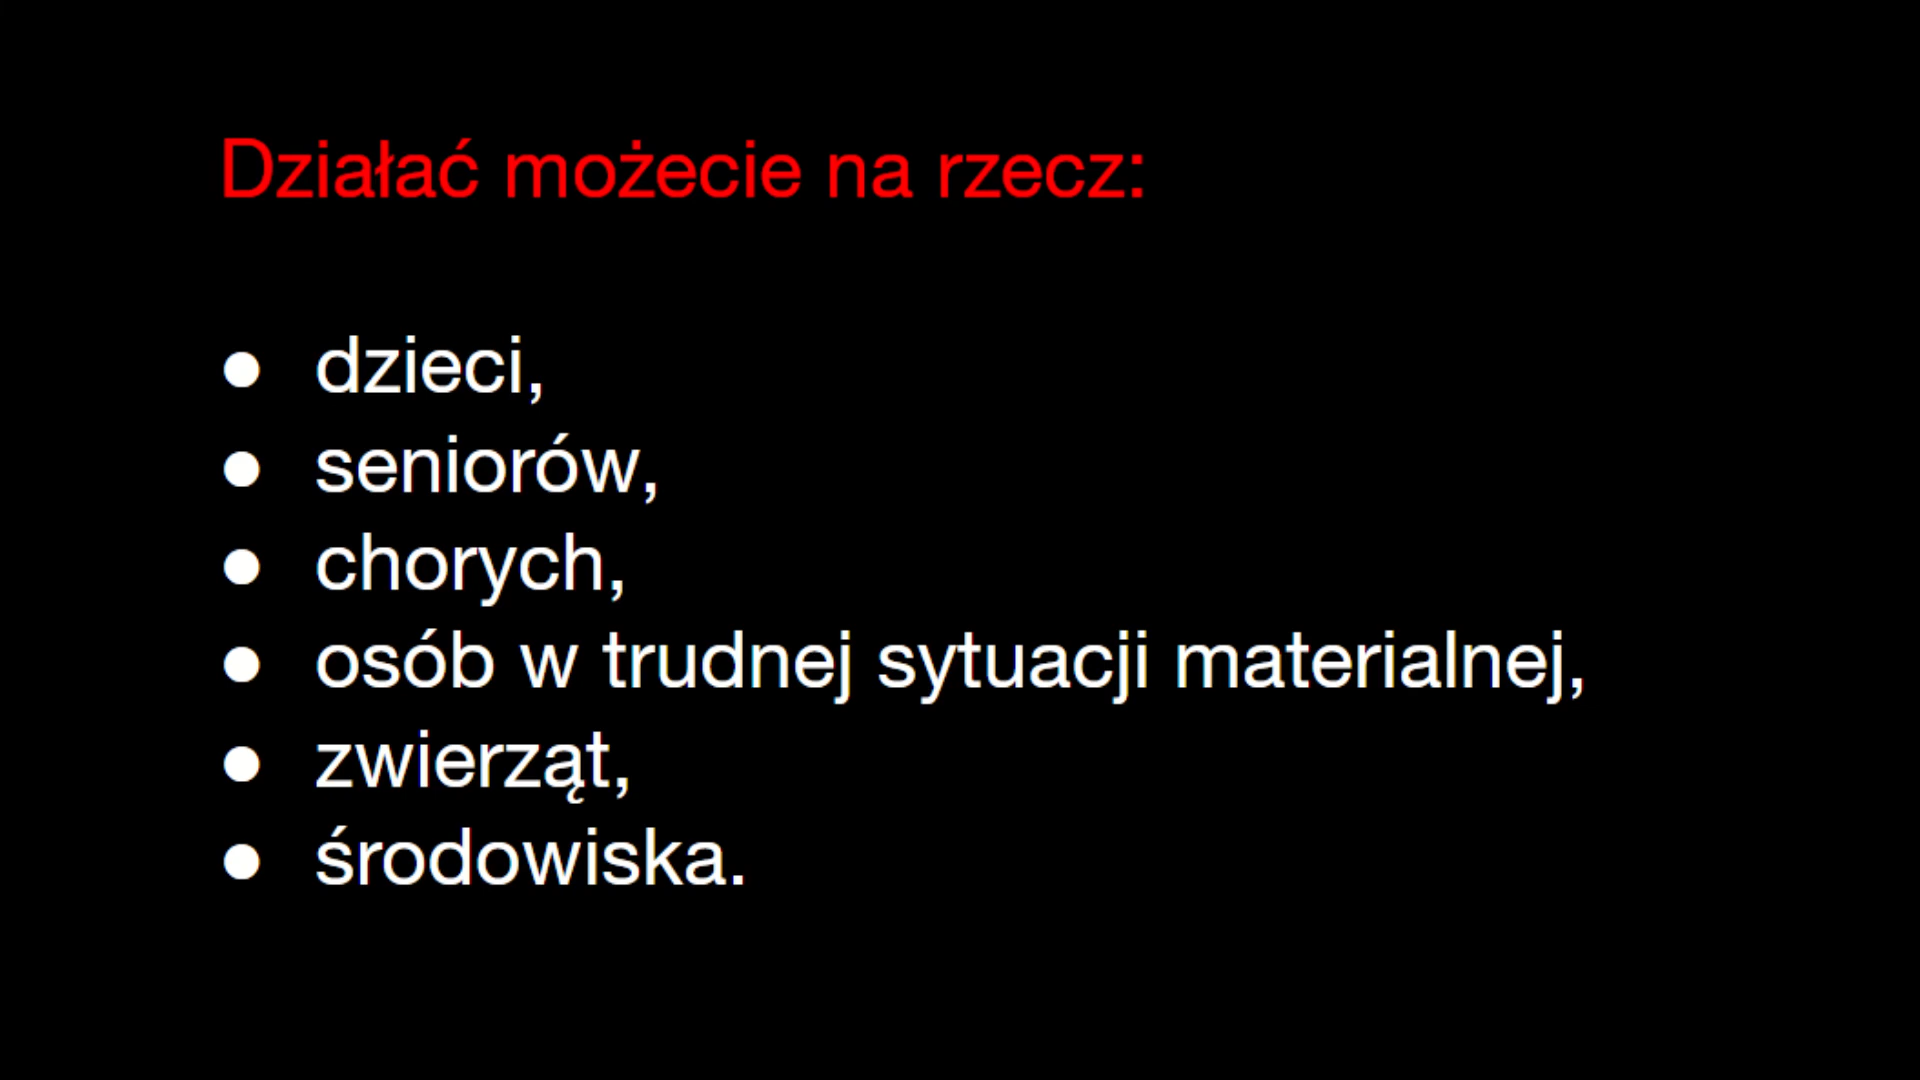 Działać możecie na rzecz:
● dzieci,
● seniorów,
● chorych,
● osób w trudnej sytuacji materialnej,
● zwierząt,
● środowiska.